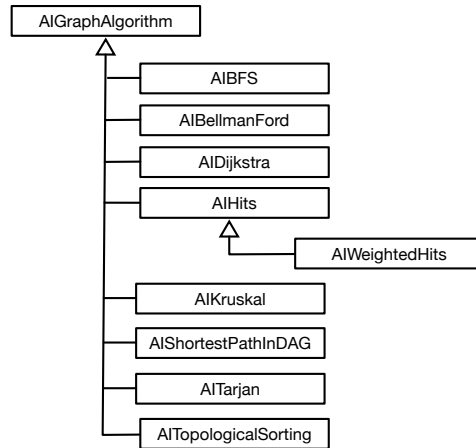 AIGraphAlgorithm
AIBFS
AIBellmanFord
AIDijkstra
AIHits
AIWeightedHits
AIKruskal
AIShortestPathInDAG
AITarjan
AITopologicalSorting